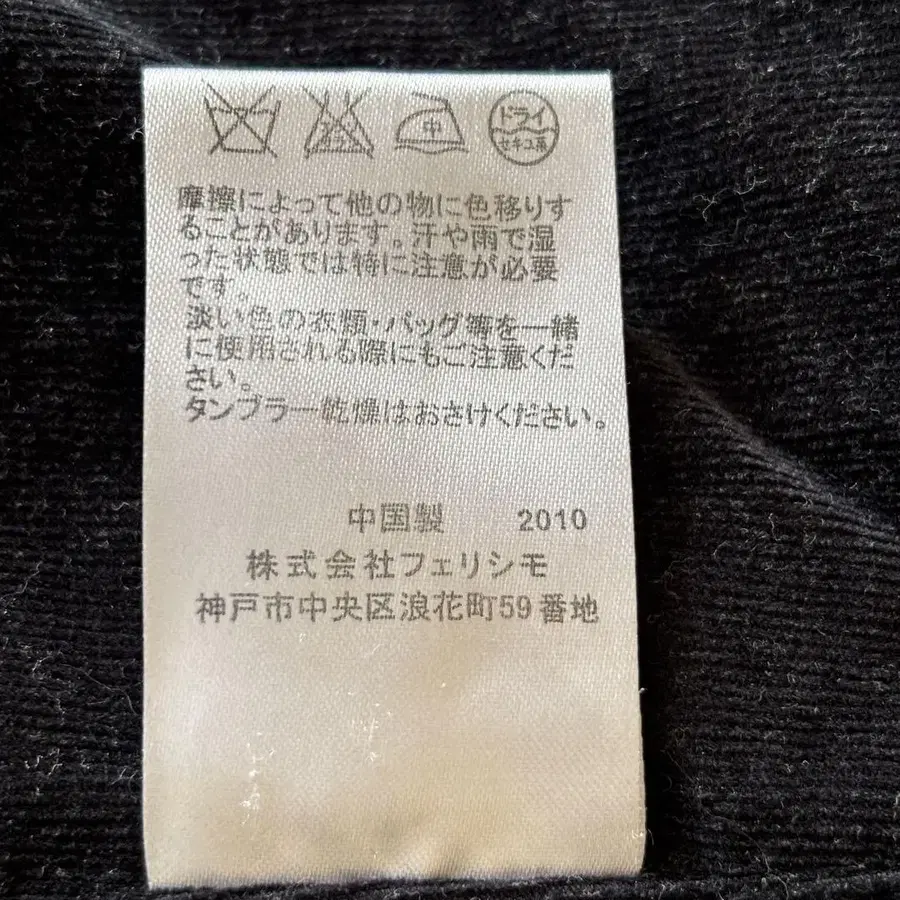 中
ドライ
セキユ系
摩擦によって他の物に色移りす
ることがあります。汗や雨で湿
った状態では特に注意が必要
です。
淡い色の衣類・バッグ等を一緒
に使用される際にもご注意くだ
さい。
タンブラー乾燥はおさけください。
中国製 2010
株式会社フェリシモ
神戸市中央区浪花町59番地